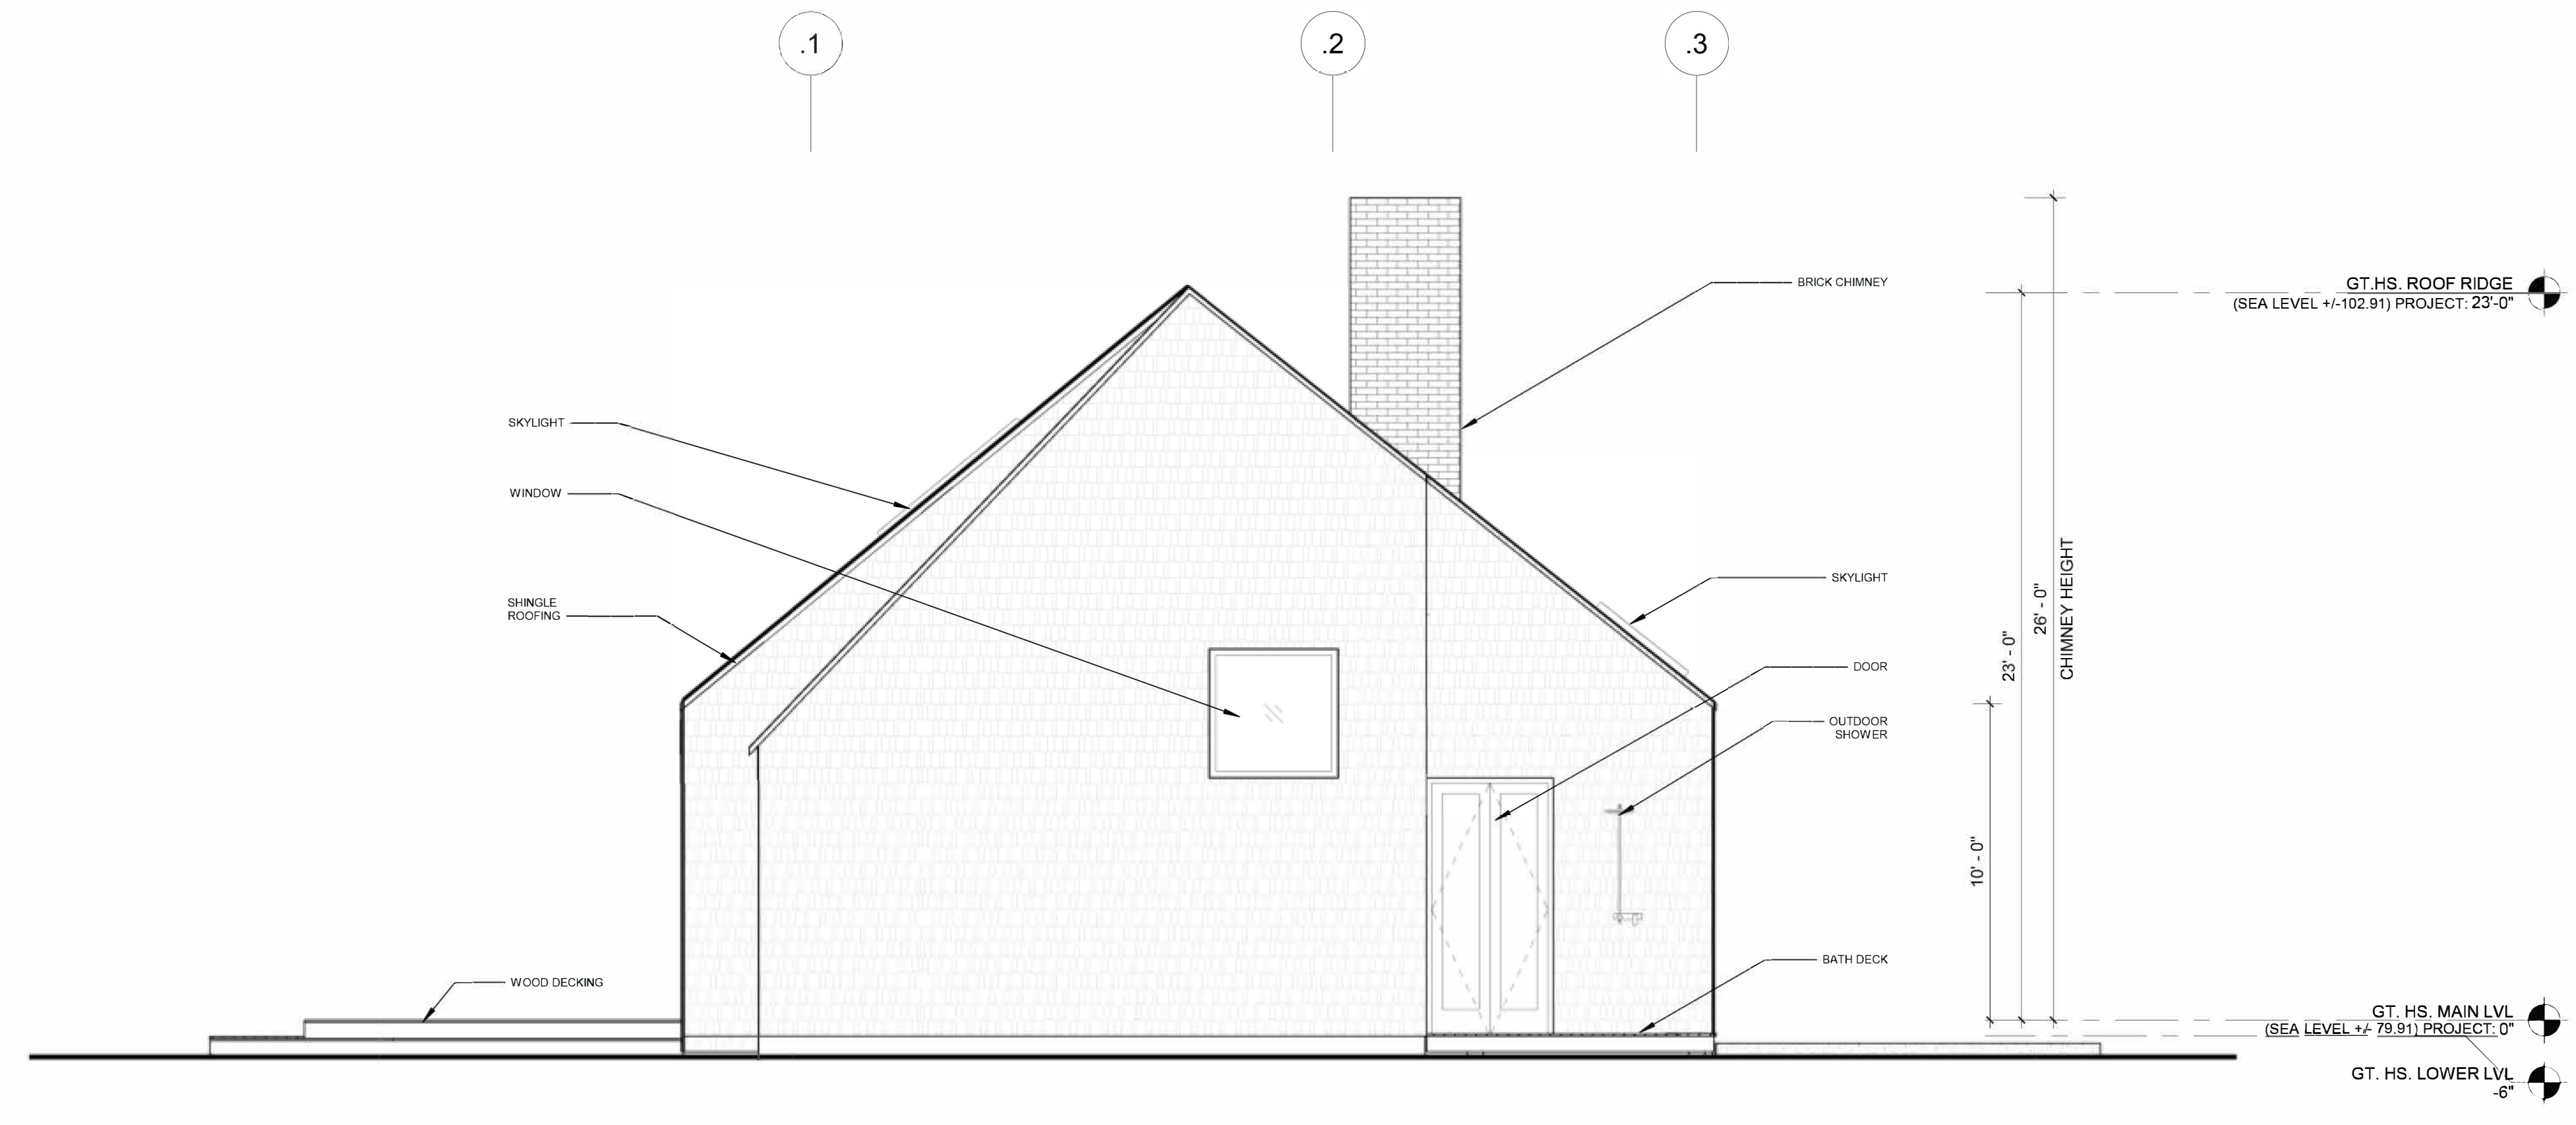 .1
.2
.3
BRICK CHIMNEY
GT.HS. ROOF RIDGE
(SEA LEVEL +/-102.91) PROJECT: 23'-0"
SKYLIGHT
WINDOW
SHINGLE
ROOFING
SKYLIGHT
DOOR
OUTDOOR
SHOWER
BATH DECK
WOOD DECKING
10' - 0"
23' - 0"
26' - 0"
CHIMNEY HEIGHT
GT. HS. MAIN LVL
(SEA LEVEL +/- 79.91) PROJECT: 0"
GT. HS. LOWER LVL
-6"